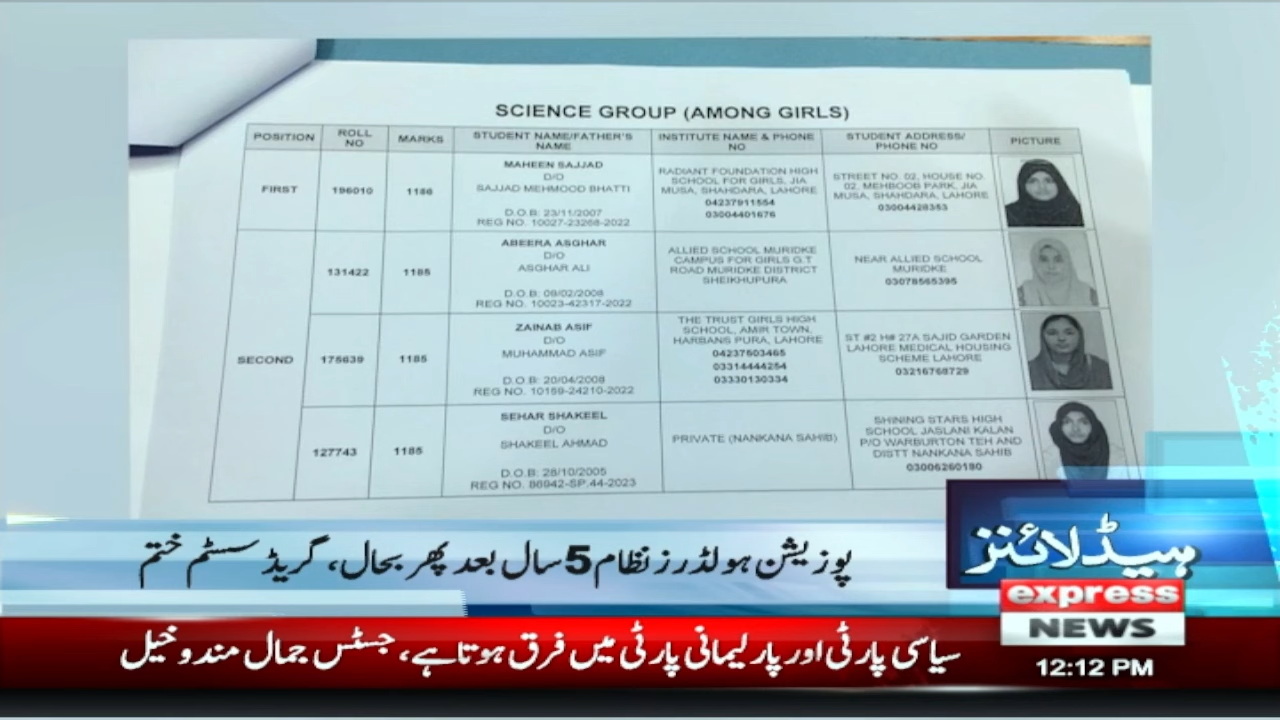 SCIENCE GROUP (AMONG GIRLS)
POSITION ROLL NO MARKS STUDENT NAME/FATHER'S NAME INSTITUTE NAME & PHONE NO STUDENT ADDRESS/ PHONE NO PICTURE
FIRST 196010 1186
MAHEEN SAJJAD
D/O
SAJJAD MEHMOOD BHATTI
D.O.B: 23/11/2007
REG NO. 10027-23268-2022
RADIANT FOUNDATION HIGH
SCHOOL FOR GIRLS, JIA
MUSA, SHAHDARA, LAHORE
04237911554
03004401676
STREET NO. 02, HOUSE NO.
02, MEHBOOB PARK, JIA
MUSA, SHAHDARA, LAHORE
03004428353
SECOND
131422 1185
ABEERA ASGHAR
D/O
ASGHAR ALI
D.O.B: 09/02/2008
REG NO. 10023-42317-2022
ALLIED SCHOOL MURIDKE
CAMPUS FOR GIRLS G.T
ROAD MURIDKE DISTRICT
SHEIKHUPURA
NEAR ALLIED SCHOOL
MURIDKE
03078565395
175639 1185
ZAINAB ASIF
D/O
MUHAMMAD ASIF
D.O.B: 20/04/2008
REG NO. 10159-24210-2022
THE TRUST GIRLS HIGH
SCHOOL, AMIR TOWN,
HARBANS PURA, LAHORE
04237503465
03314444254
03330130334
ST #2 H# 27A SAJID GARDEN
LAHORE MEDICAL HOUSING
SCHEME LAHORE
03216768729
127743 1185
SEHAR SHAKEEL
D/O
SHAKEEL AHMAD
D.O.B: 28/10/2005
REG NO. 86942-SP.44-2023
PRIVATE (NANKANA SAHIB)
SHINING STARS HIGH
SCHOOL JASLANI KALAN
P/O WARBURTON TEH AND
DISTT NANKANA SAHIB
03006260180
ہیڈلائنز
پوزیشن ہولڈرز نظام 5 سال بعد پھر بحال، گریڈ سسٹم ختم
express
NEWS
سیاسی پارٹی اور پارلیمانی پارٹی میں فرق ہوتا ہے، جسٹس جمال مندوخیل
12:12 PM